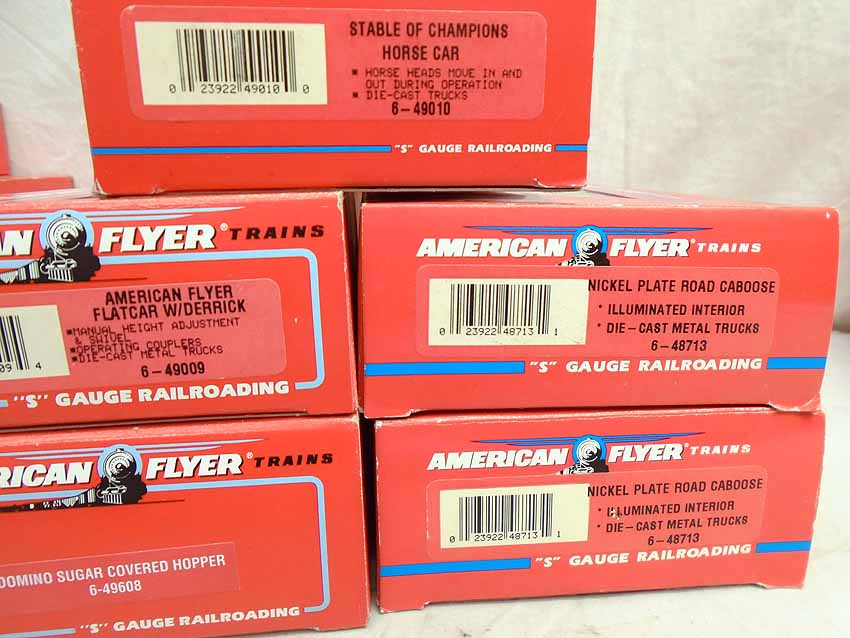 STABLE OF CHAMPIONS
HORSE CAR
▪ HORSE HEADS MOVE IN AND
OUT DURING OPERATION
▪ DIE-CAST TRUCKS
6-49010
0 23922 49010 0
"S" GAUGE RAILROADING
FLYER® TRAINS
AMERICAN FLYER
FLATCAR W/DERRICK
▪MANUAL HEIGHT ADJUSTMENT
& SWIVEL
▪OPERATING COUPLERS
▪DIE-CAST METAL TRUCKS
6-49009
09 4
"S" GAUGE RAILROADING
AMERICAN FLYER® TRAINS
NICKEL PLATE ROAD CABOOSE
• ILLUMINATED INTERIOR
• DIE-CAST METAL TRUCKS
6-48713
0 23922 48713 1
"S" GAUGE RAILROADING
RICAN FLYER® TRAINS
DOMINO SUGAR COVERED HOPPER
6-49608
"S" GAUGE RAILROADING
AMERICAN FLYER® TRAINS
NICKEL PLATE ROAD CABOOSE
• ILLUMINATED INTERIOR
• DIE-CAST METAL TRUCKS
6-48713
0 23922 48713 1
"S" GAUGE RAILROADING